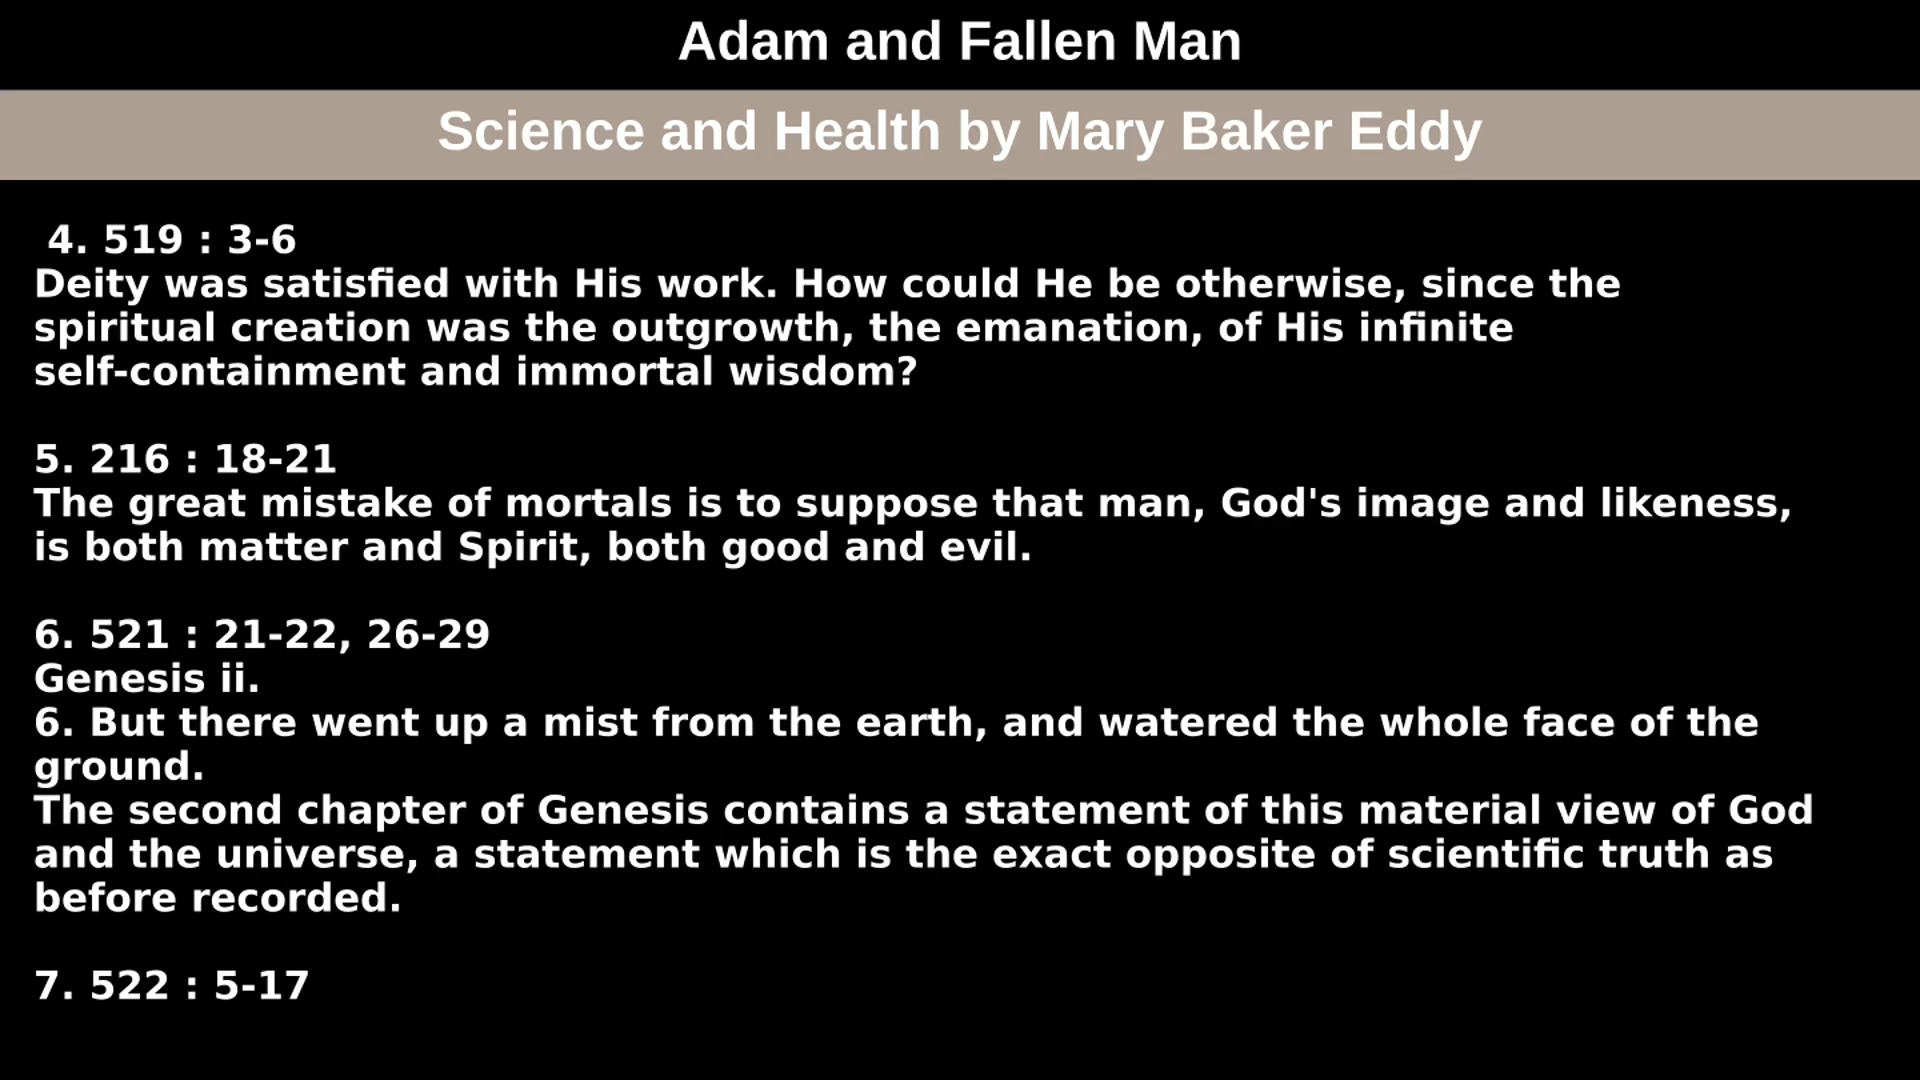 Adam and Fallen Man
Science and Health by Mary Baker Eddy
4. 519 : 3-6
Deity was satisfied with His work. How could He be otherwise, since the
spiritual creation was the outgrowth, the emanation, of His infinite
self-containment and immortal wisdom?
5. 216 : 18-21
The great mistake of mortals is to suppose that man, God's image and likeness,
is both matter and Spirit, both good and evil.
6. 521 : 21-22, 26-29
Genesis ii.
6. But there went up a mist from the earth, and watered the whole face of the
ground.
The second chapter of Genesis contains a statement of this material view of God
and the universe, a statement which is the exact opposite of scientific truth as
before recorded.
7. 522 : 5-17